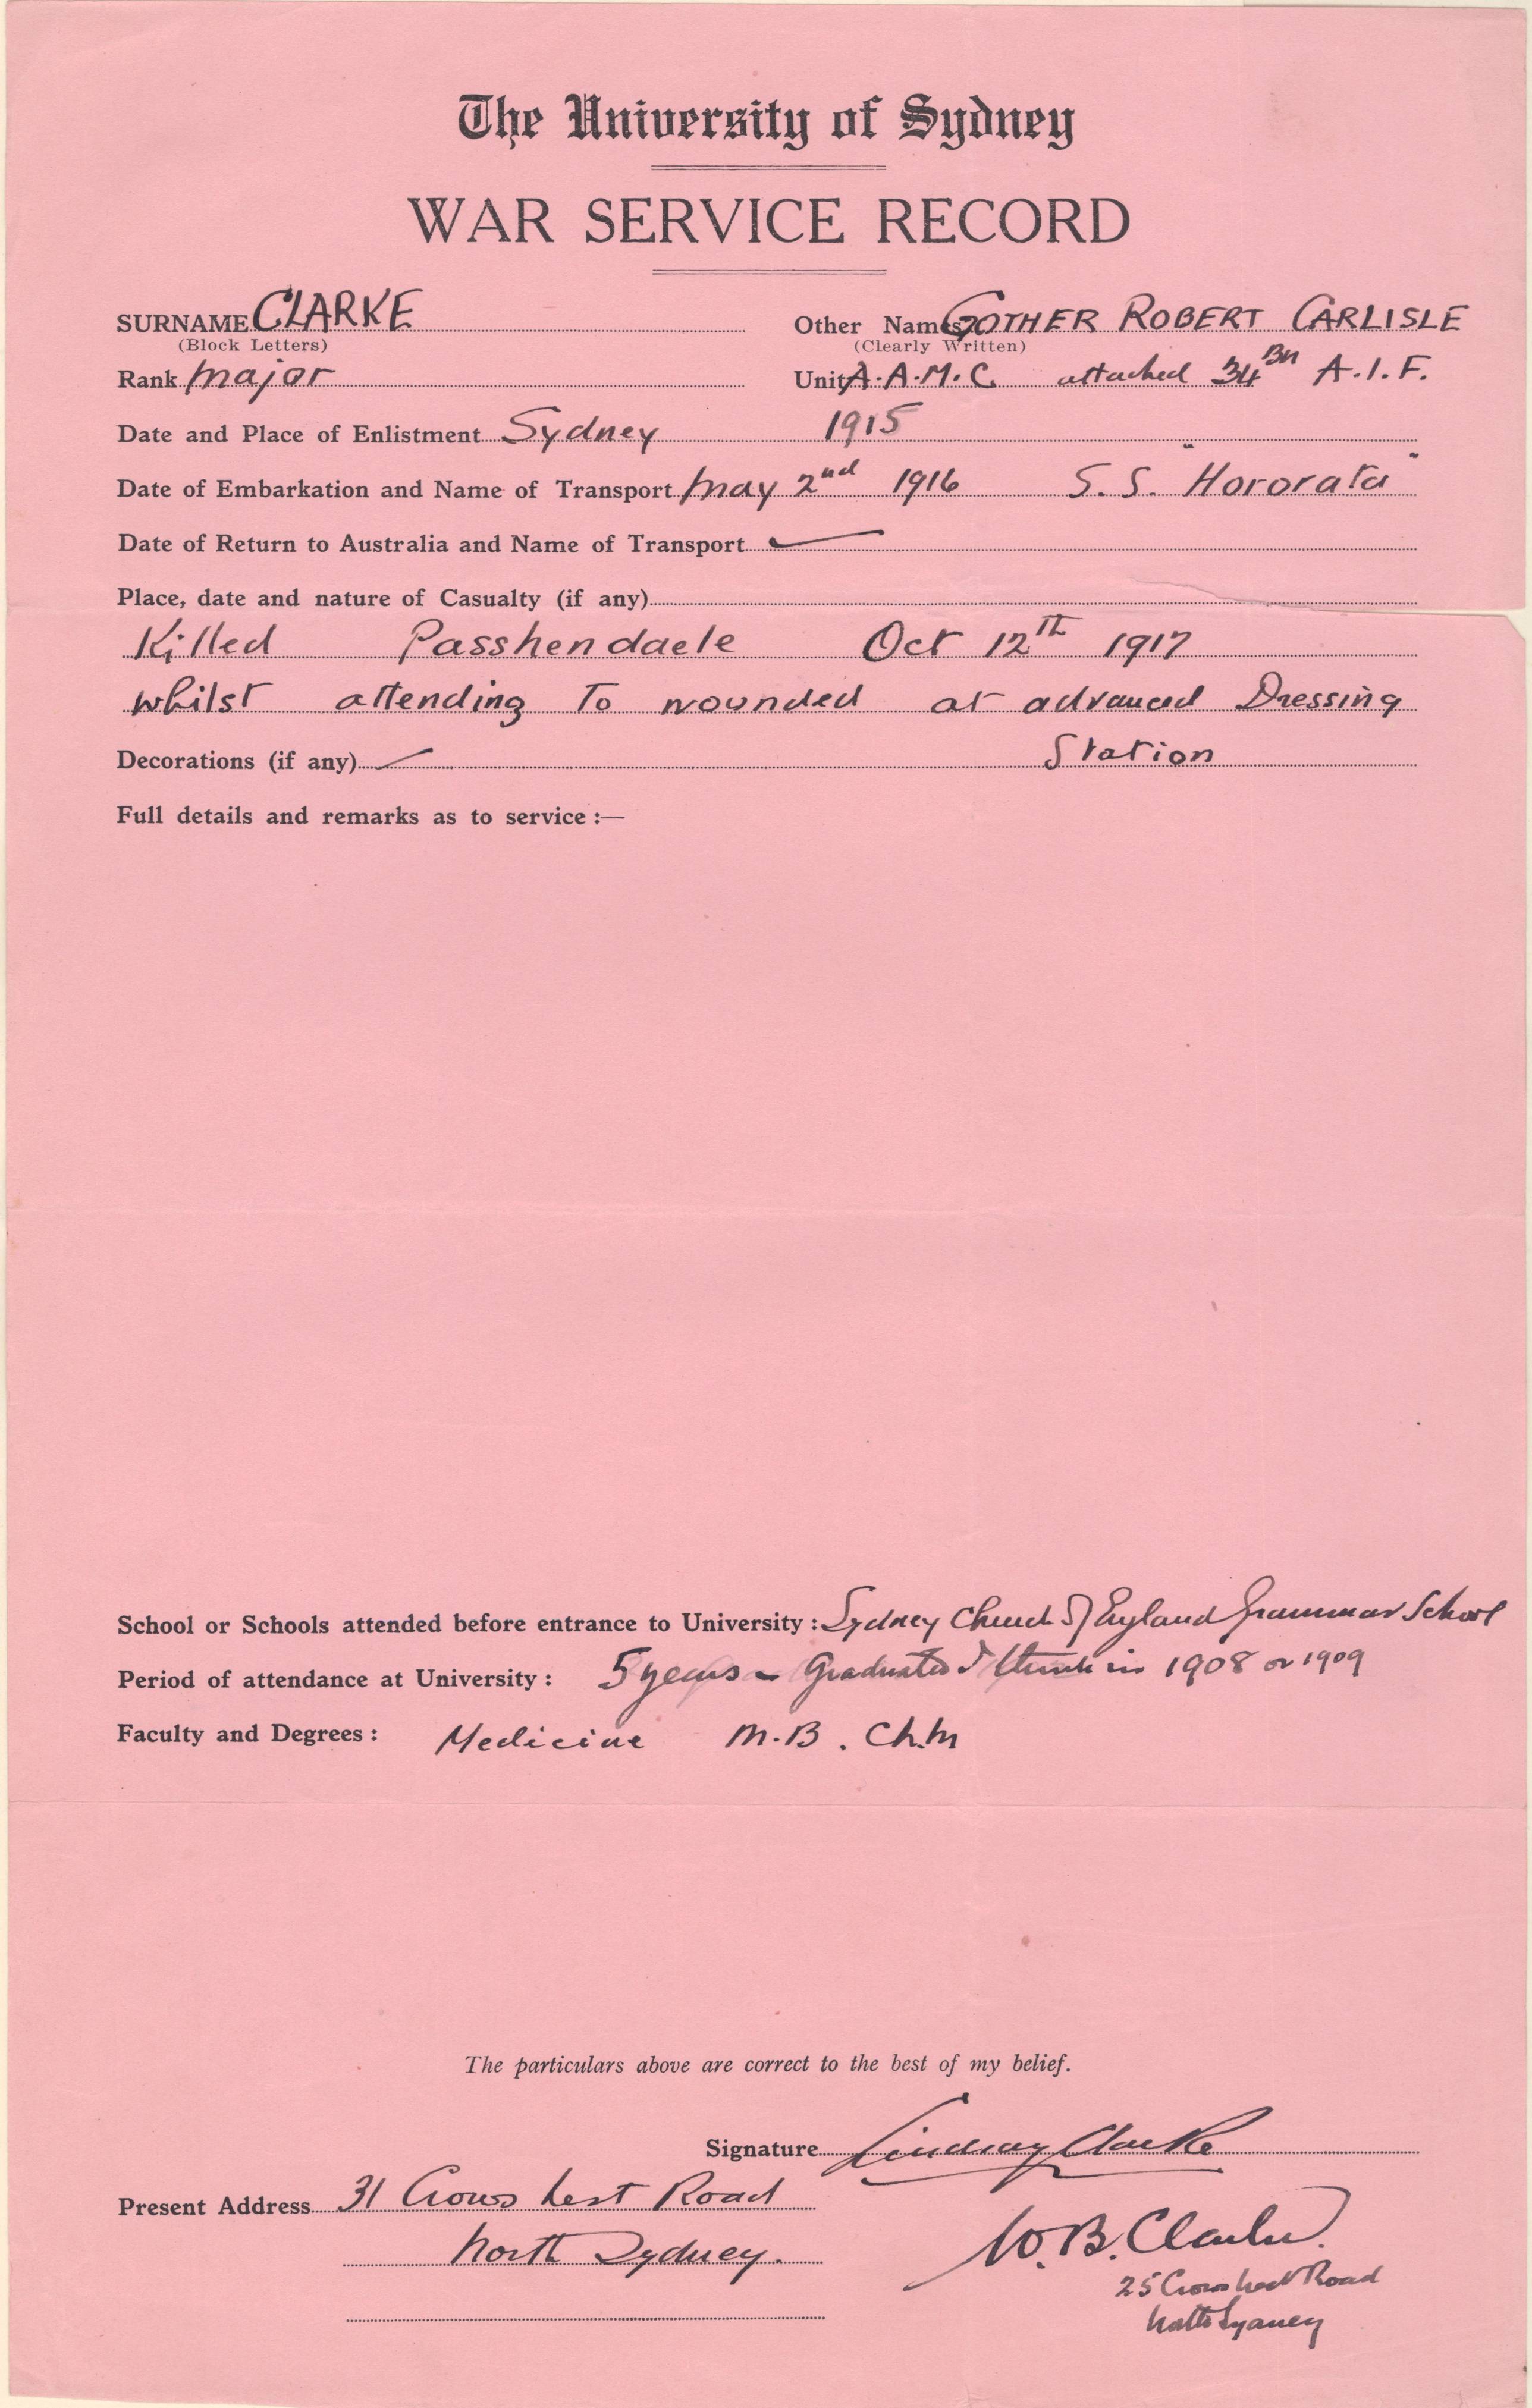 The University of Sydney
WAR SERVICE RECORD
SURNAME CLARKE Other Names GOTHER ROBERT CARLISLE
(Block Letters) (Clearly Written)
Rank major Unit A.A.M.C. attached 34 Bn A.I.F.
Date and Place of Enlistment Sydney 1915
Date of Embarkation and Name of Transport May 2nd 1916 S.S. "Hororata"
Date of Return to Australia and Name of Transport
Place, date and nature of Casualty (if any)
Killed Passhendaele Oct 12th 1917
whilst attending to wounded at advanced Dressing
Decorations (if any) Station
Full details and remarks as to service :—
School or Schools attended before entrance to University : Sydney Church of England Grammar School
Period of attendance at University : 5 years – Graduated I think in 1908 or 1909
Faculty and Degrees : Medicine M.B. Ch.M
The particulars above are correct to the best of my belief.
Signature Lindsay Clarke
Present Address 31 Crows Nest Road
North Sydney.
W.B. Clarke.
25 Crows Nest Road
North Sydney